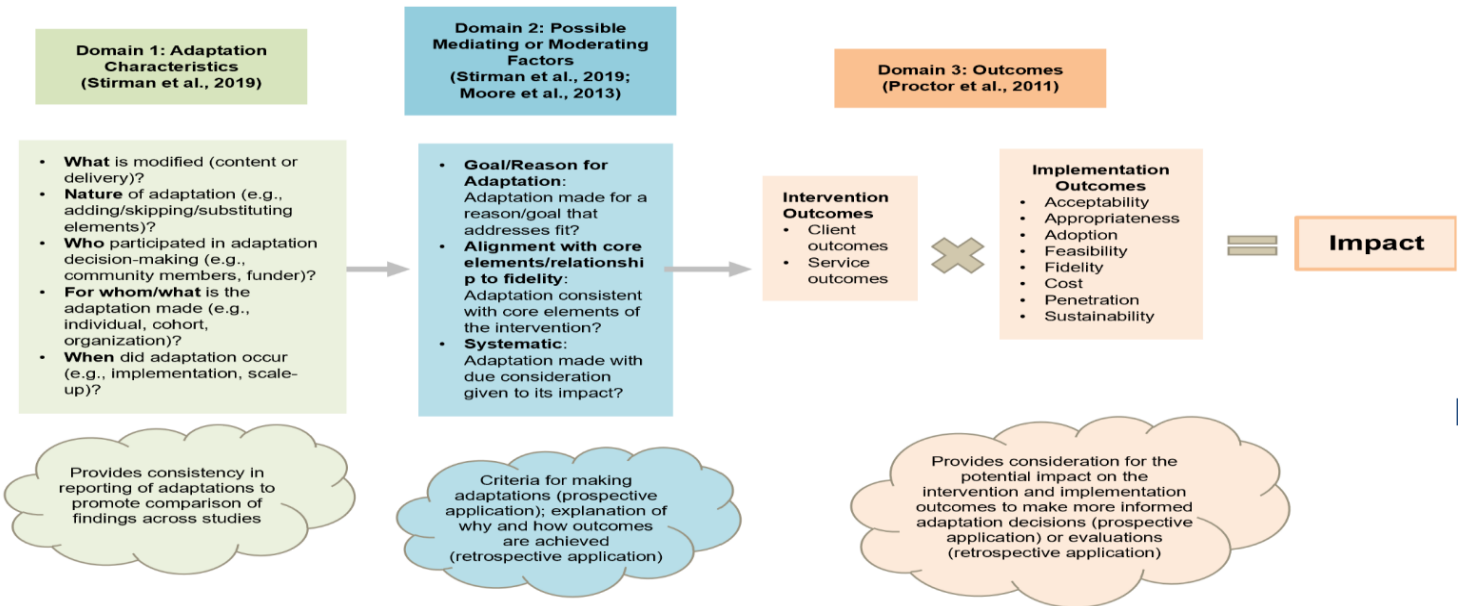 Domain 1: Adaptation
Characteristics
(Stirman et al., 2019)
Domain 2: Possible
Mediating or Moderating
Factors
(Stirman et al., 2019;
Moore et al., 2013)
Domain 3: Outcomes
(Proctor et al., 2011)
• What is modified (content or
delivery)?
• Nature of adaptation (e.g.,
adding/skipping/substituting
elements)?
• Who participated in adaptation
decision-making (e.g.,
community members, funder)?
• For whom/what is the
adaptation made (e.g.,
individual, cohort,
organization)?
• When did adaptation occur
(e.g., implementation, scale-
up)?
• Goal/Reason for
Adaptation:
Adaptation made for a
reason/goal that
addresses fit?
• Alignment with core
elements/relationshi
p to fidelity:
Adaptation consistent
with core elements of
the intervention?
• Systematic:
Adaptation made with
due consideration
given to its impact?
Intervention
Outcomes
• Client
outcomes
• Service
outcomes
Implementation
Outcomes
• Acceptability
• Appropriateness
• Adoption
• Feasibility
• Fidelity
• Cost
• Penetration
• Sustainability
Impact
Provides consistency in
reporting of adaptations to
promote comparison of
findings across studies
Criteria for making
adaptations (prospective
application); explanation of
why and how outcomes
are achieved
(retrospective application)
Provides consideration for the
potential impact on the
intervention and implementation
outcomes to make more informed
adaptation decisions (prospective
application) or evaluations
(retrospective application)